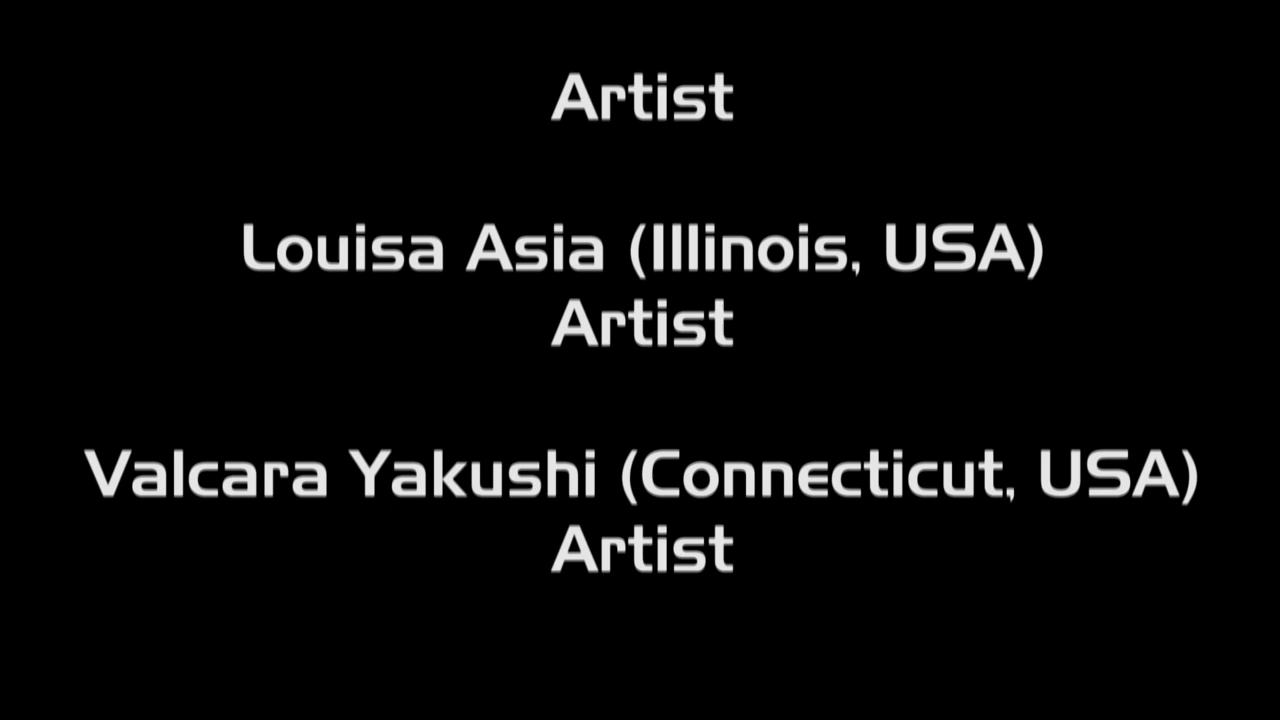 Artist
Louisa Asia (Illinois, USA)
Artist
Valcara Yakushi (Connecticut, USA)
Artist